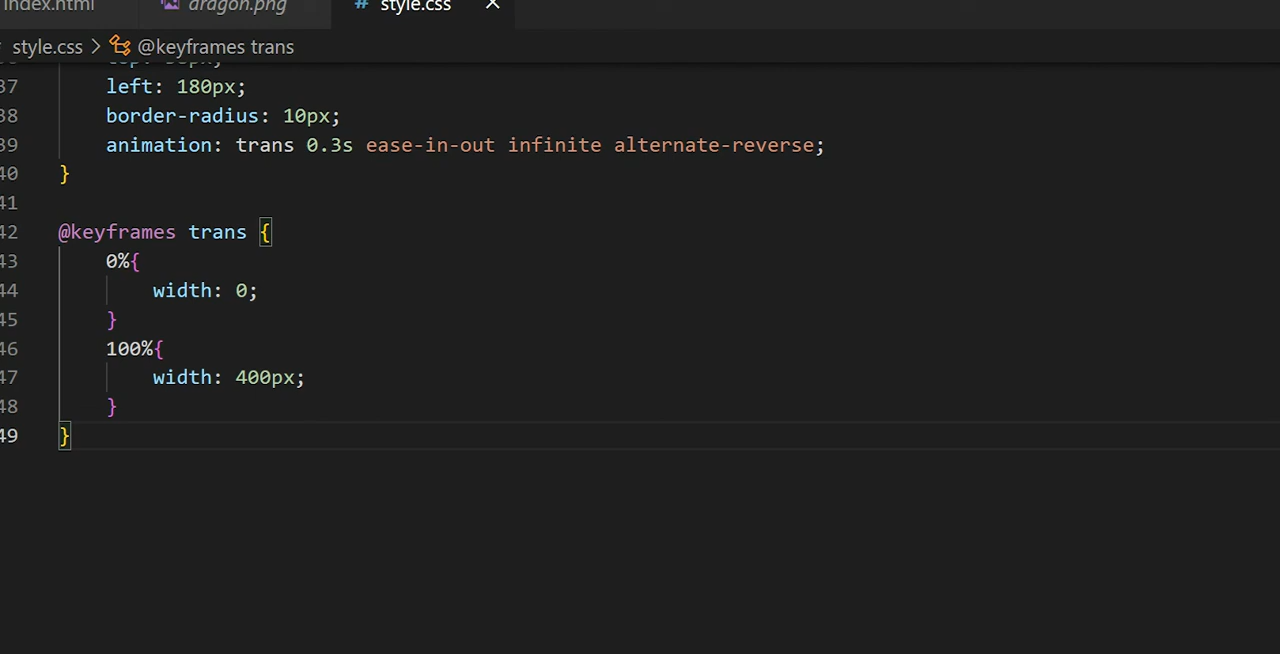 index.html dragon.png # style.css ×
style.css > @keyframes trans
37 left: 180px;
38 border-radius: 10px;
39 animation: trans 0.3s ease-in-out infinite alternate-reverse;
40 }
41
42 @keyframes trans {
43 0%{
44 width: 0;
45 }
46 100%{
47 width: 400px;
48 }
49 }